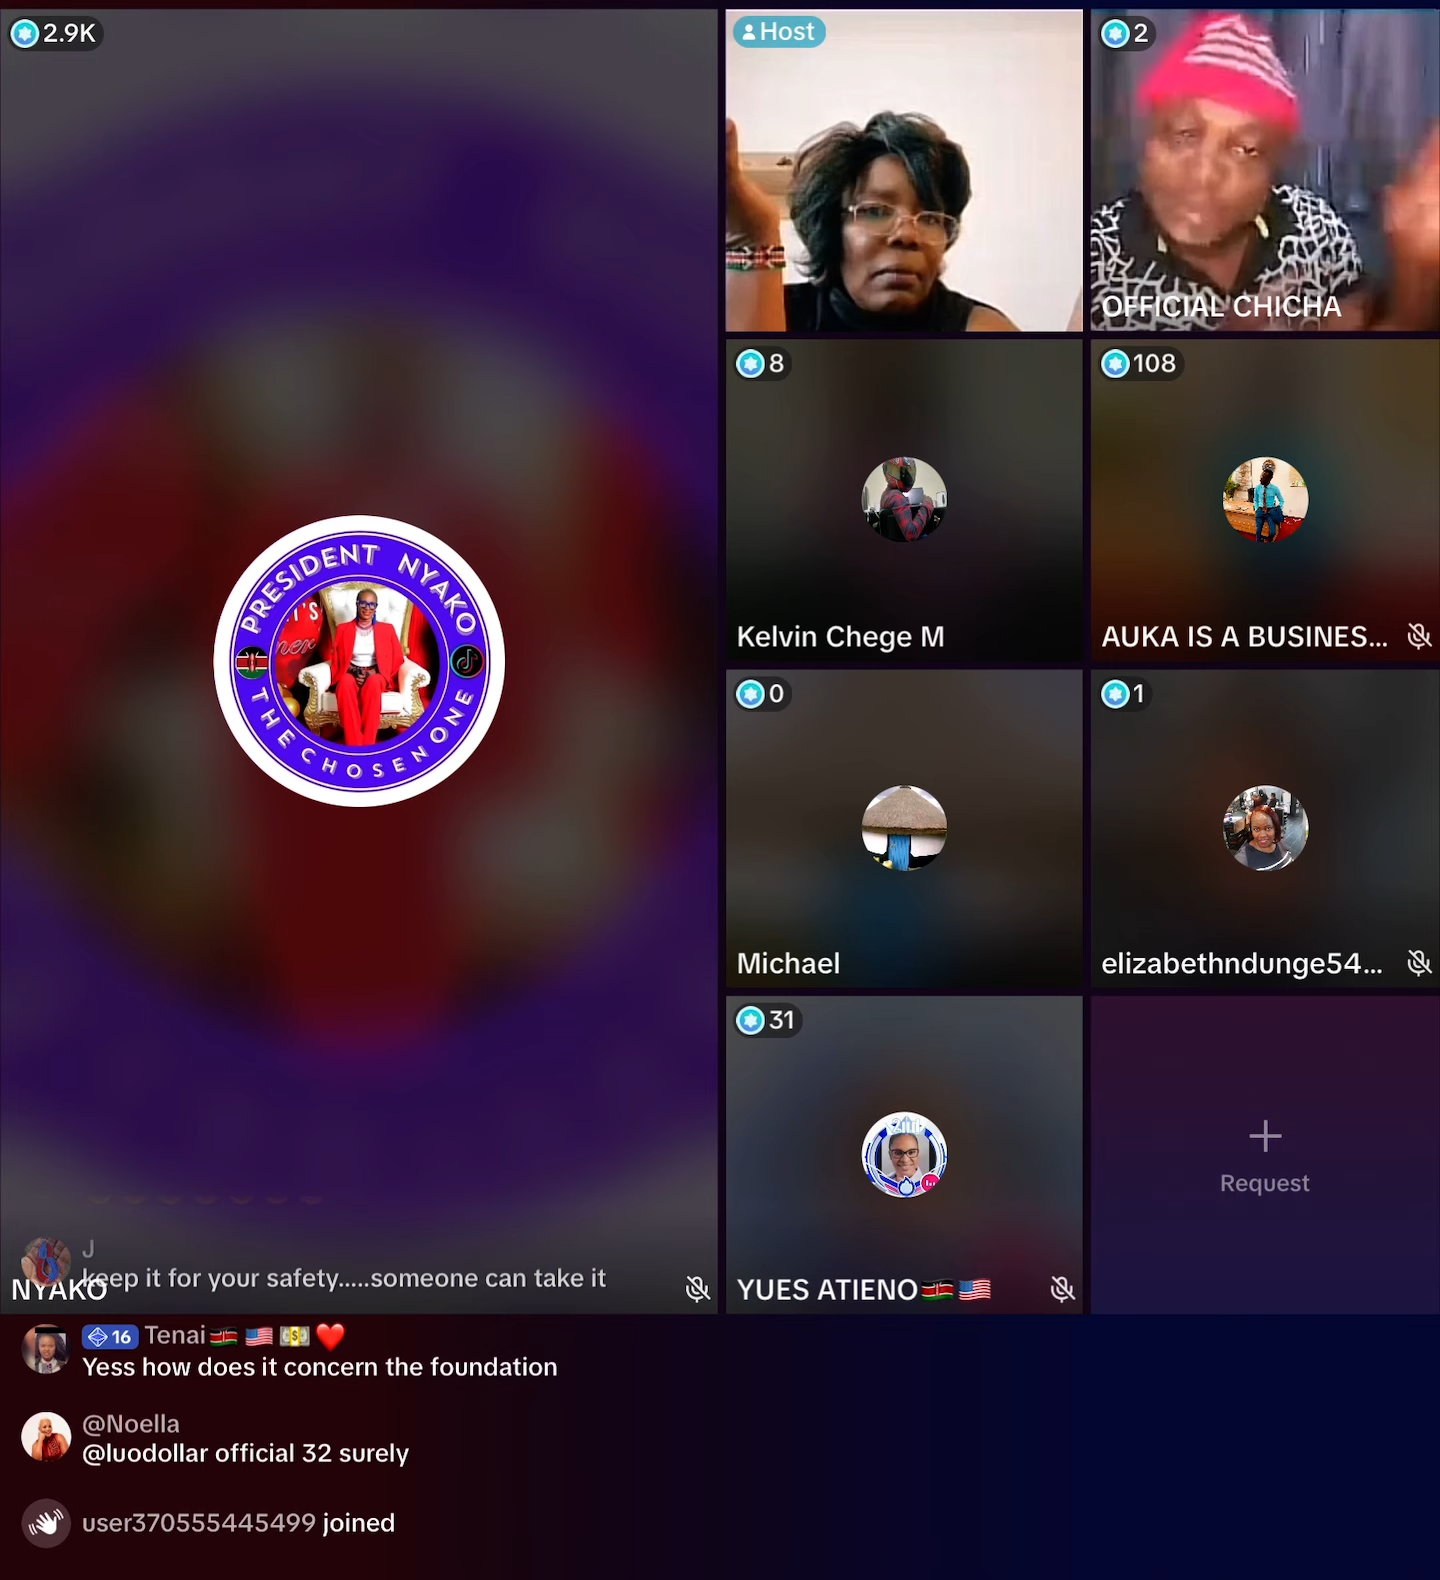 2.9K
Host
2
OFFICIAL CHICHA
8
108
Kelvin Chege M
AUKA IS A BUSINES...
PRESIDENT NYAKO
THE CHOSEN ONE
0
1
Michael
elizabethndunge54...
31
Request
YUES ATIENO
J
keep it for your safety.....someone can take it
NYAKO
16 Tenai
Yess how does it concern the foundation
@Noella
@luodollar official 32 surely
user370555445499 joined